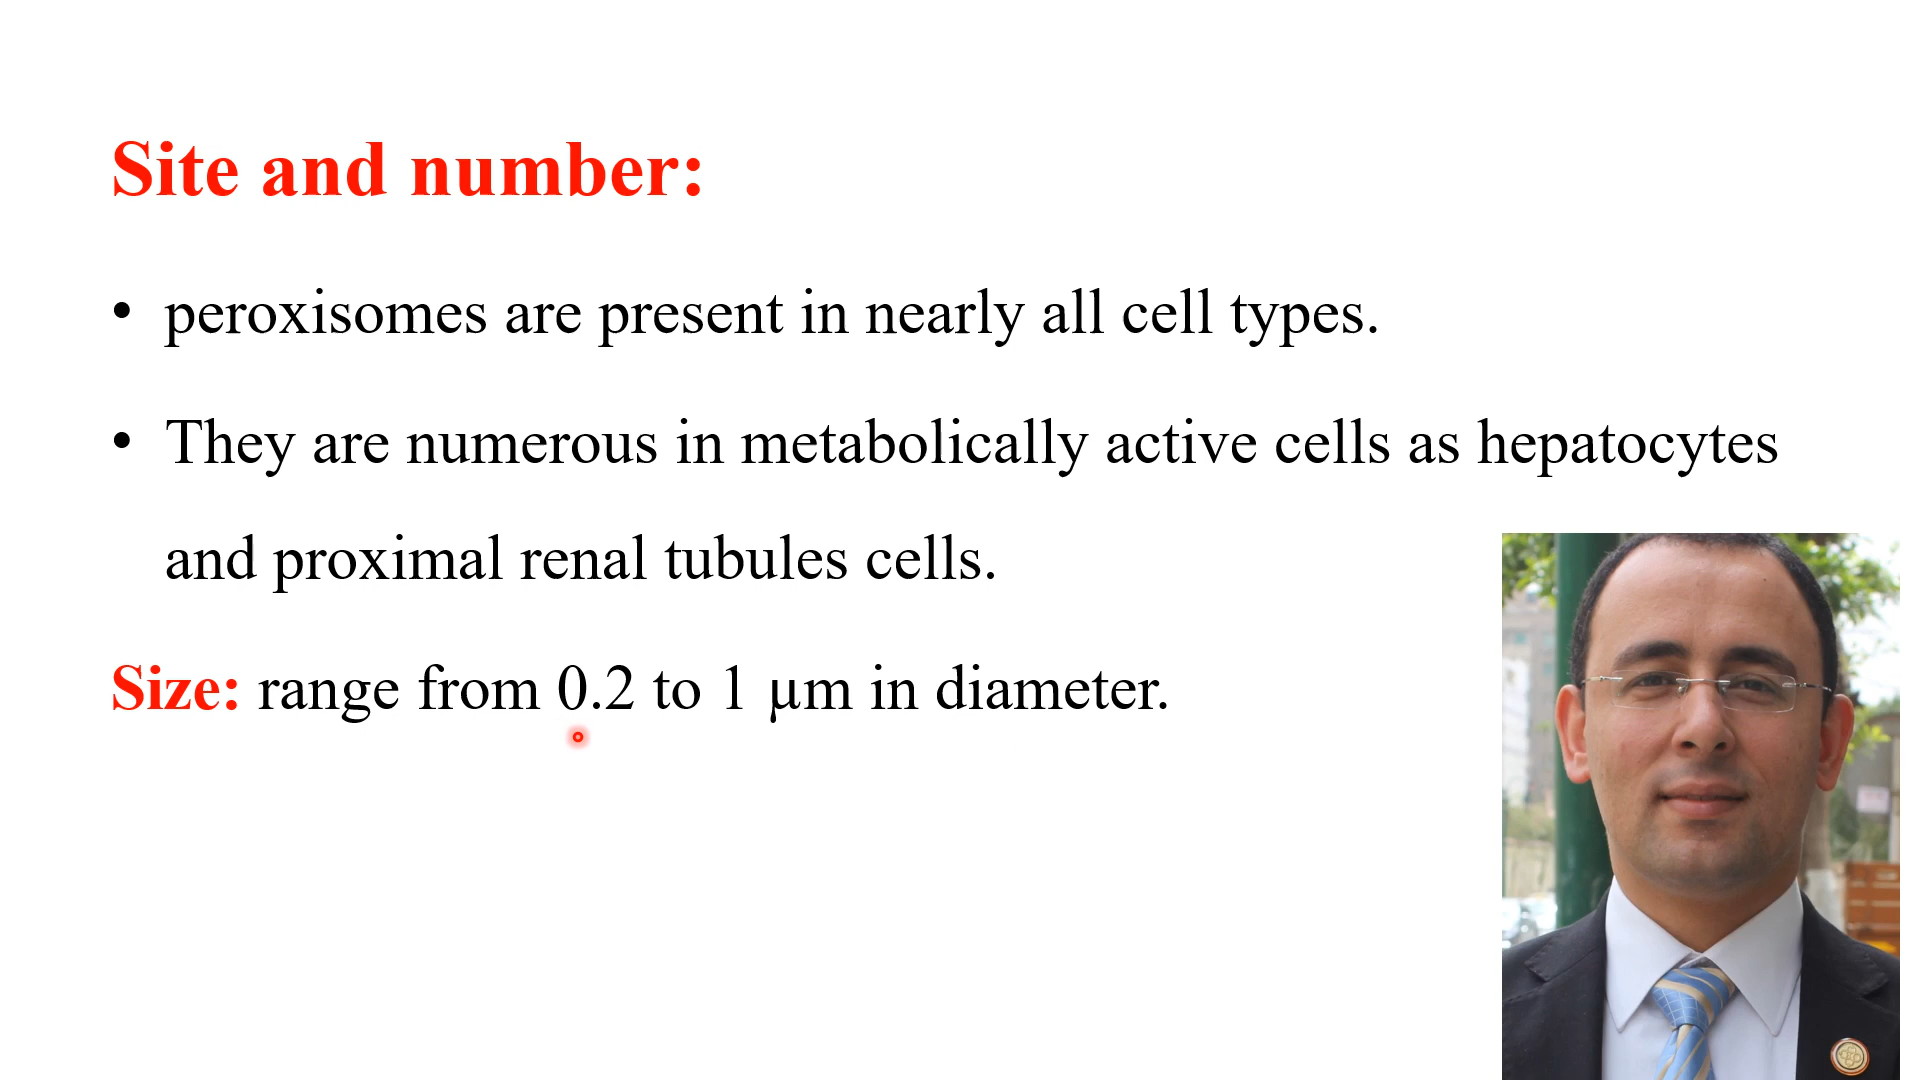 Site and number:
• peroxisomes are present in nearly all cell types.
• They are numerous in metabolically active cells as hepatocytes
and proximal renal tubules cells.
Size: range from 0.2 to 1 µm in diameter.